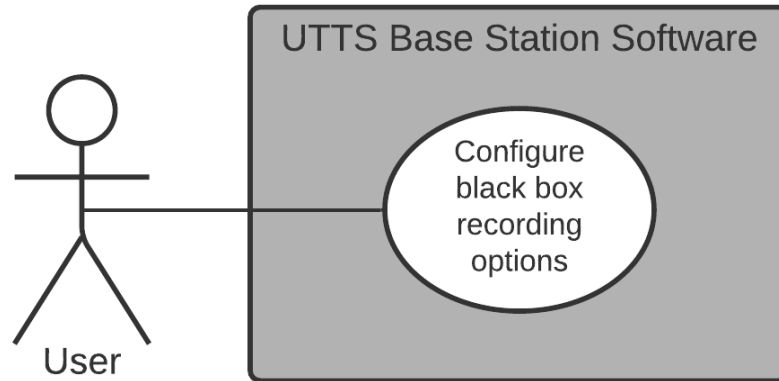 UTTS Base Station Software
Configure
black box
recording
options
User